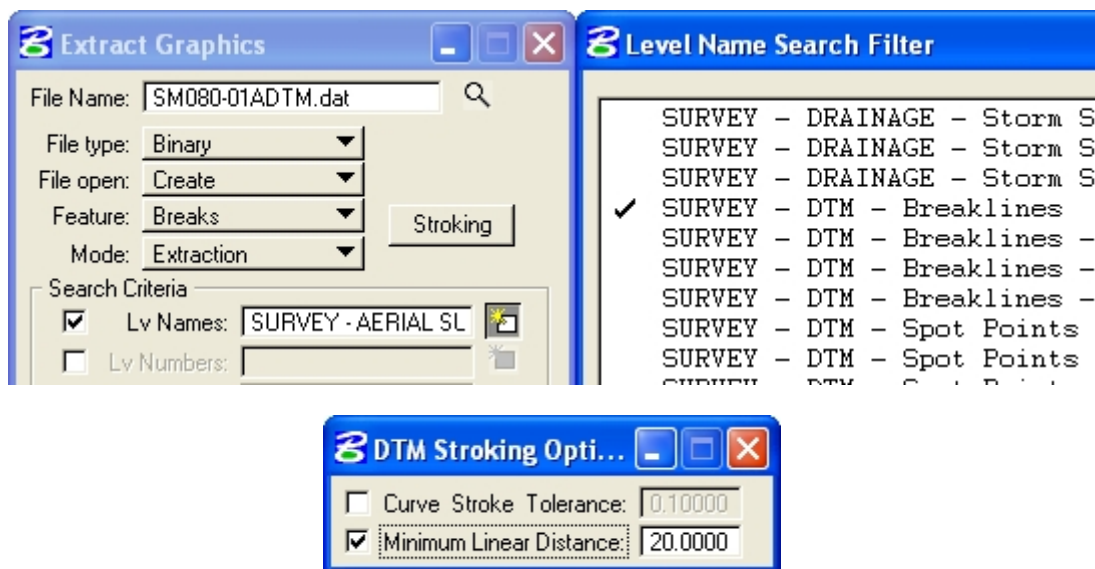 Extract Graphics
File Name: SM080-01ADTM.dat
File type: Binary
File open: Create
Feature: Breaks
Stroking
Mode: Extraction
Search Criteria
Lv Names: SURVEY - AERIAL SU
Lv Numbers:
Level Name Search Filter
SURVEY - DRAINAGE - Storm S
SURVEY - DRAINAGE - Storm S
SURVEY - DRAINAGE - Storm S
SURVEY - DTM - Breaklines
SURVEY - DTM - Breaklines -
SURVEY - DTM - Breaklines -
SURVEY - DTM - Breaklines -
SURVEY - DTM - Spot Points
SURVEY - DTM - Spot Points
DTM Stroking Opti...
Curve Stroke Tolerance: 0.10000
Minimum Linear Distance: 20.0000